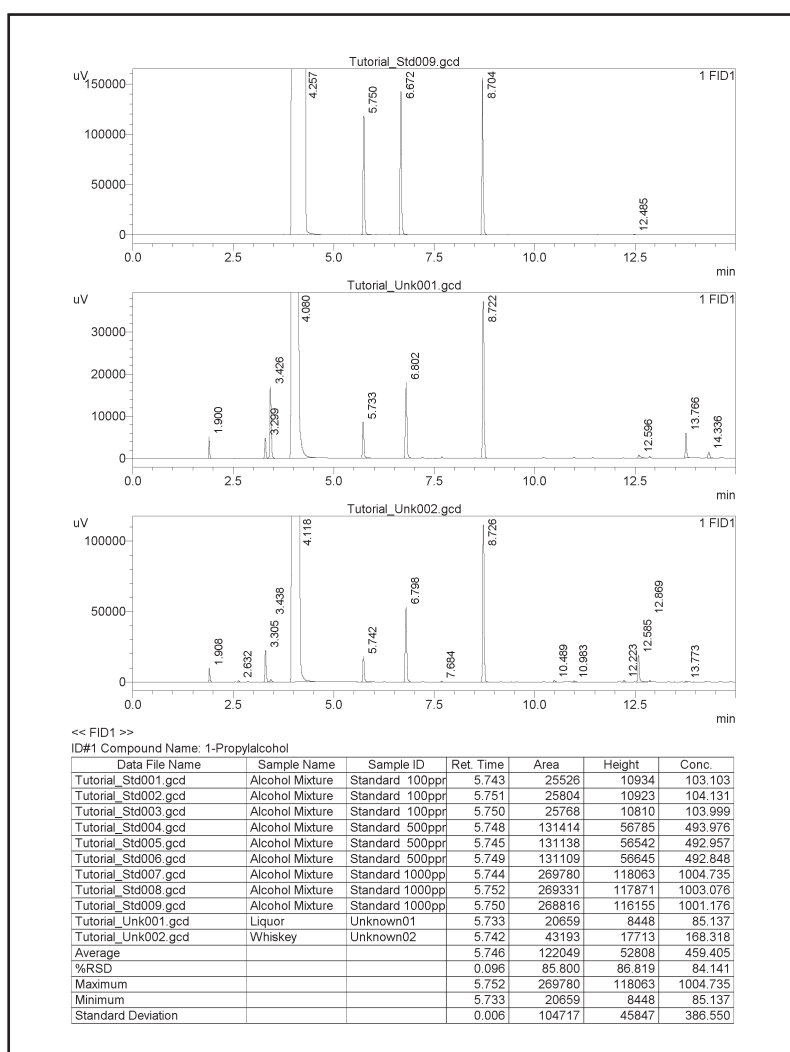 Tutorial_Std009.gcd
uV
1 FID1
150000
100000
50000
0
4.257
5.750
6.672
8.704
12.485
0.0 2.5 5.0 7.5 10.0 12.5
min
Tutorial_Unk001.gcd
uV
1 FID1
30000
20000
10000
0
1.900
3.299
3.426
4.080
5.733
6.802
8.722
12.596
13.766
14.336
0.0 2.5 5.0 7.5 10.0 12.5
min
Tutorial_Unk002.gcd
uV
1 FID1
100000
50000
0
1.908
2.632
3.305
3.438
4.118
5.742
6.798
7.684
8.726
10.489
10.983
12.223
12.585
12.869
13.773
0.0 2.5 5.0 7.5 10.0 12.5
min
<< FID1 >>
ID#1 Compound Name: 1-Propylalcohol
Data File Name Sample Name Sample ID Ret. Time Area Height Conc.
Tutorial_Std001.gcd Alcohol Mixture Standard 100ppr 5.743 25526 10934 103.103
Tutorial_Std002.gcd Alcohol Mixture Standard 100ppr 5.751 25804 10923 104.131
Tutorial_Std003.gcd Alcohol Mixture Standard 100ppr 5.750 25768 10810 103.999
Tutorial_Std004.gcd Alcohol Mixture Standard 500ppr 5.748 131414 56785 493.976
Tutorial_Std005.gcd Alcohol Mixture Standard 500ppr 5.745 131138 56542 492.957
Tutorial_Std006.gcd Alcohol Mixture Standard 500ppr 5.749 131109 56645 492.848
Tutorial_Std007.gcd Alcohol Mixture Standard 1000pp 5.744 269780 118063 1004.735
Tutorial_Std008.gcd Alcohol Mixture Standard 1000pp 5.752 269331 117871 1003.076
Tutorial_Std009.gcd Alcohol Mixture Standard 1000pp 5.750 268816 116155 1001.176
Tutorial_Unk001.gcd Liquor Unknown01 5.733 20659 8448 85.137
Tutorial_Unk002.gcd Whiskey Unknown02 5.742 43193 17713 168.318
Average 5.746 122049 52808 459.405
%RSD 0.096 85.800 86.819 84.141
Maximum 5.752 269780 118063 1004.735
Minimum 5.733 20659 8448 85.137
Standard Deviation 0.006 104717 45847 386.550